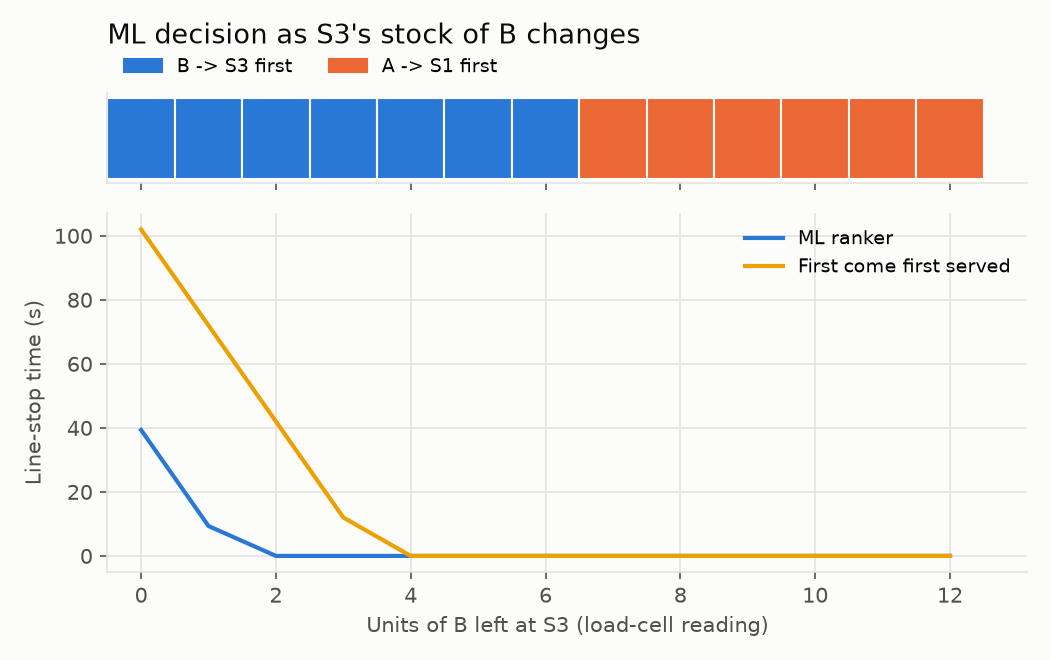 ML decision as S3's stock of B changes
B -> S3 first
A -> S1 first
100
80
60
40
20
0
Line-stop time (s)
ML ranker
First come first served
0 2 4 6 8 10 12
Units of B left at S3 (load-cell reading)